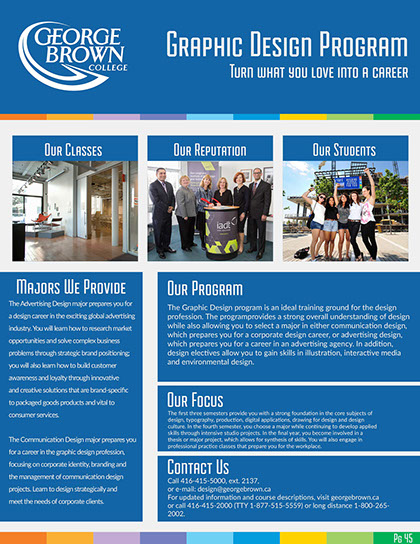 GEORGE
BROWN
COLLEGE
GRAPHIC DESIGN PROGRAM
TURN WHAT YOU LOVE INTO A CAREER
OUR CLASSES
OUR REPUTATION
OUR STUDENTS
iadt
MAJORS WE PROVIDE
The Advertising Design major prepares you for
a design career in the exciting global advertising
industry. You will learn how to research market
opportunities and solve complex business
problems through strategic brand positioning;
you will also learn how to build customer
awareness and loyalty through innovative
and creative solutions that are brand-specific
to packaged goods products and vital to
consumer services.
The Communication Design major prepares you
for a career in the graphic design profession,
focusing on corporate identity, branding and
the management of communication design
projects. Learn to design strategically and
meet the needs of corporate clients.
OUR PROGRAM
The Graphic Design program is an ideal training ground for the design
profession. The programprovides a strong overall understanding of design
while also allowing you to select a major in either communication design,
which prepares you for a corporate design career, or advertising design,
which prepares you for a career in an advertising agency. In addition,
design electives allow you to gain skills in illustration, interactive media
and environmental design.
OUR FOCUS
The first three semesters provide you with a strong foundation in the core subjects of
design, typography, production, digital applications, drawing for design and design
culture. In the fourth semester, you choose a major while continuing to develop applied
skills through intensive studio projects. In the final year, you become involved in a
thesis or major project, which allows for synthesis of skills. You will also engage in
professional practice classes that prepare you for the workplace.
CONTACT US
Call 416-415-5000, ext. 2137,
or e-mail: design@georgebrown.ca
For updated information and course descriptions, visit georgebrown.ca
or call 416-415-2000 (TTY 1-877-515-5559) or long distance 1-800-265-
2002.
PG 45